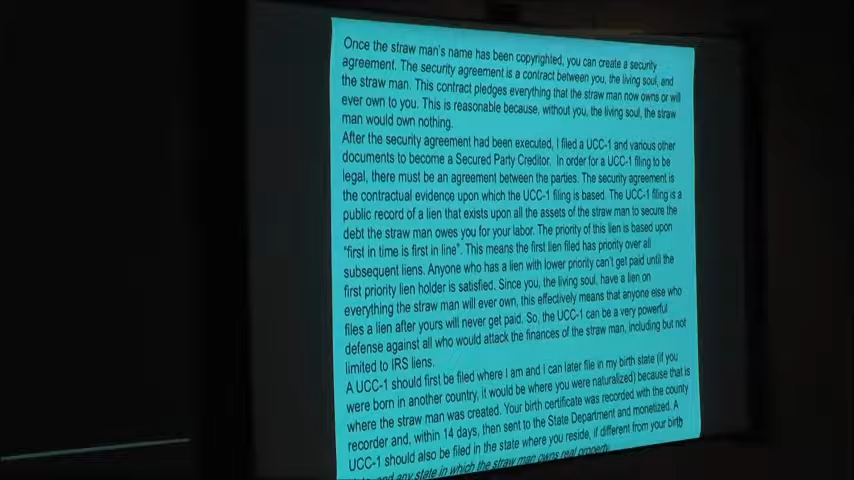 Once the straw man's name has been copyrighted, you can create a security
agreement. The security agreement is a contract between you, the living soul, and
the straw man. This contract pledges everything that the straw man now owns or will
ever own to you. This is reasonable because, without you, the living soul, the straw
man would own nothing.
After the security agreement had been executed, I filed a UCC-1 and various other
documents to become a Secured Party Creditor. In order for a UCC-1 filing to be
legal, there must be an agreement between the parties. The security agreement is
the contractual evidence upon which the UCC-1 filing is based. The UCC-1 filing is a
public record of a lien that exists upon all the assets of the straw man to secure the
debt the straw man owes you for your labor. The priority of this lien is based upon
"first in time is first in line". This means the first lien filed has priority over all
subsequent liens. Anyone who has a lien with lower priority can't get paid until the
first priority lien holder is satisfied. Since you, the living soul, have a lien on
everything the straw man will ever own, this effectively means that anyone else who
files a lien after yours will never get paid. So, the UCC-1 can be a very powerful
defense against all who would attack the finances of the straw man, including but not
limited to IRS liens.
A UCC-1 should first be filed where I am and I can later file in my birth state (if you
were born in another country, it would be where you were naturalized) because that is
where the straw man was created. Your birth certificate was recorded with the county
recorder and, within 14 days, then sent to the State Department and monetized. A
UCC-1 should also be filed in the state where you reside, if different from your birth
and any state in which the straw man owns real property